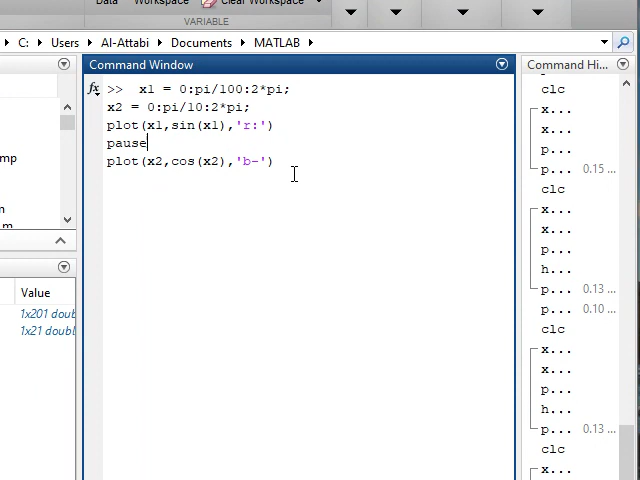 Data Workspace Clear Workspace
VARIABLE
C: Users Al-Attabi Documents MATLAB
Command Window
fx >> x1 = 0:pi/100:2*pi;
x2 = 0:pi/10:2*pi;
plot(x1,sin(x1),'r:')
pause
plot(x2,cos(x2),'b-')
mp
m
Value
1x201 doub
1x21 doubl
Command Hi...
clc
x...
x...
p...
p... 0.15 ...
clc
x...
x...
p...
h...
p... 0.13 ...
p... 0.10 ...
clc
x...
x...
p...
h...
p... 0.13 ...
clc
x...